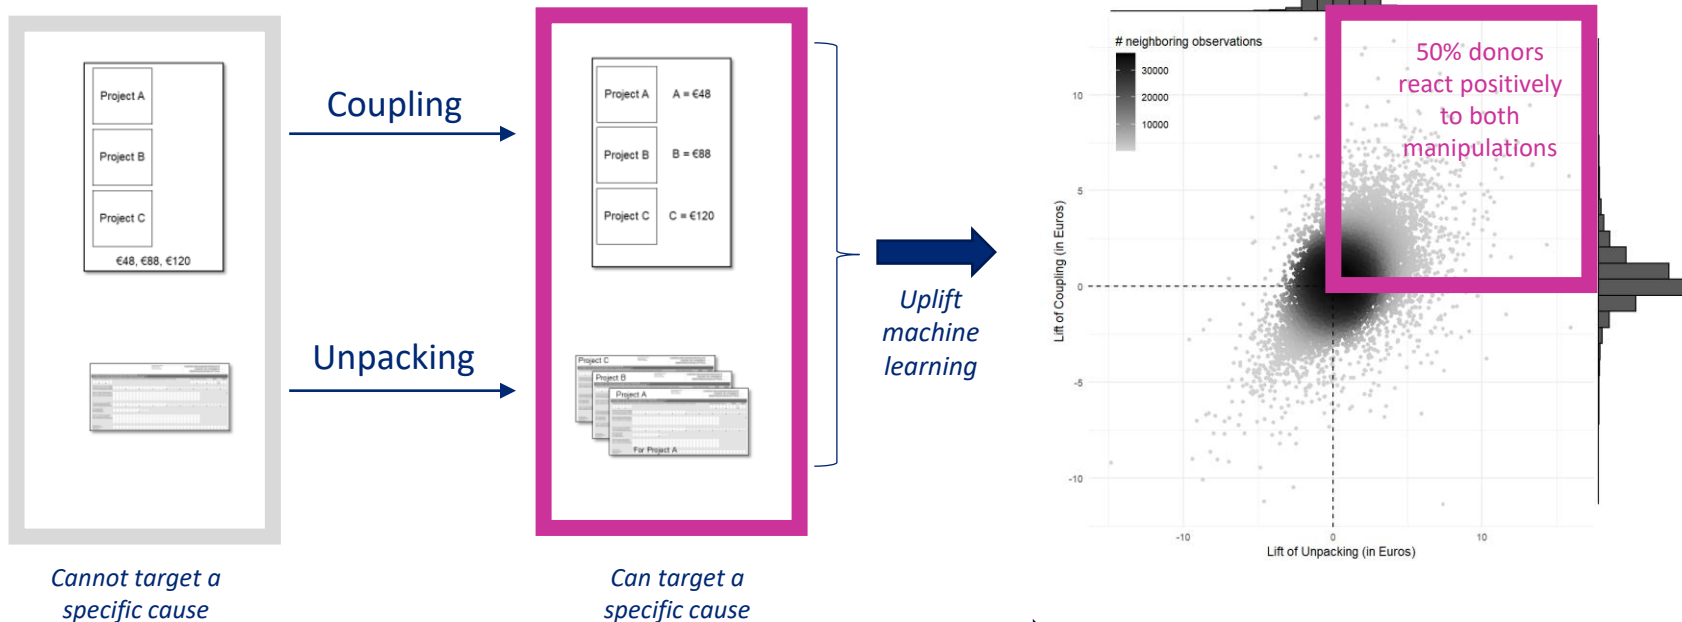 Project A
Project B
Project C
€48, €88, €120
Cannot target a
specific cause
Coupling
Unpacking
Project A A = €48
Project B B = €88
Project C C = €120
Project C
Project B
Project A
For Project A
Can target a
specific cause
Uplift
machine
learning
# neighboring observations
30000
20000
10000
50% donors
react positively
to both
manipulations
Lift of Coupling (in Euros)
10
5
0
-5
-10
-10
0
10
Lift of Unpacking (in Euros)